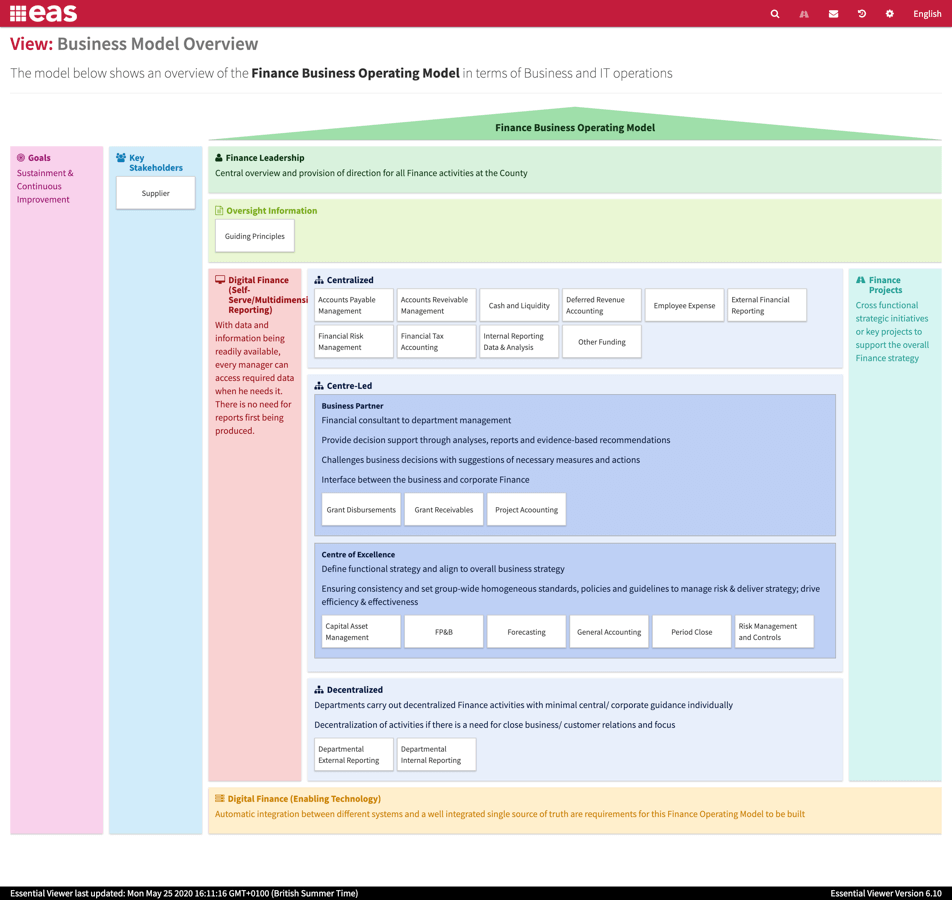 eas
English
View: Business Model Overview
The model below shows an overview of the Finance Business Operating Model in terms of Business and IT operations
Finance Business Operating Model
Goals
Sustainment &
Continuous
Improvement
Key
Stakeholders
Supplier
Finance Leadership
Central overview and provision of direction for all Finance activities at the County
Oversight Information
Guiding Principles
Digital Finance
(Self-
Serve/Multidimensi
Reporting)
With data and
information being
readily available,
every manager can
access required data
when he needs it.
There is no need for
reports first being
produced.
Centralized
Accounts Payable
Management
Accounts Reveivable
Management
Cash and Liquidity
Deferred Revenue
Accounting
Employee Expense
External Financial
Reporting
Financial Risk
Management
Financial Tax
Accounting
Internal Reporting
Data & Analysis
Other Funding
Centre-Led
Business Partner
Financial consultant to department management
Provide decision support through analyses, reports and evidence-based recommendations
Challenges business decisions with suggestions of necessary measures and actions
Interface between the business and corporate Finance
Grant Disbursements
Grant Receivables
Project Acoounting
Centre of Excellence
Define functional strategy and align to overall business strategy
Ensuring consistency and set group-wide homogeneous standards, policies and guidelines to manage risk & deliver strategy; drive
efficiency & effectiveness
Capital Asset
Management
FP&B
Forecasting
General Accounting
Period Close
Risk Management
and Controls
Decentralized
Departments carry out decentralized Finance activities with minimal central/ corporate guidance individually
Decentralization of activities if there is a need for close business/ customer relations and focus
Departmental
External Reporting
Departmental
Internal Reporting
Finance
Projects
Cross functional
strategic initiatives
or key projects to
support the overall
Finance strategy
Digital Finance (Enabling Technology)
Automatic integration between different systems and a well integrated single source of truth are requirements for this Finance Operating Model to be built
Essential Viewer last updated: Mon May 25 2020 16:11:16 GMT+0100 (British Summer Time)
Essential Viewer Version 6.10